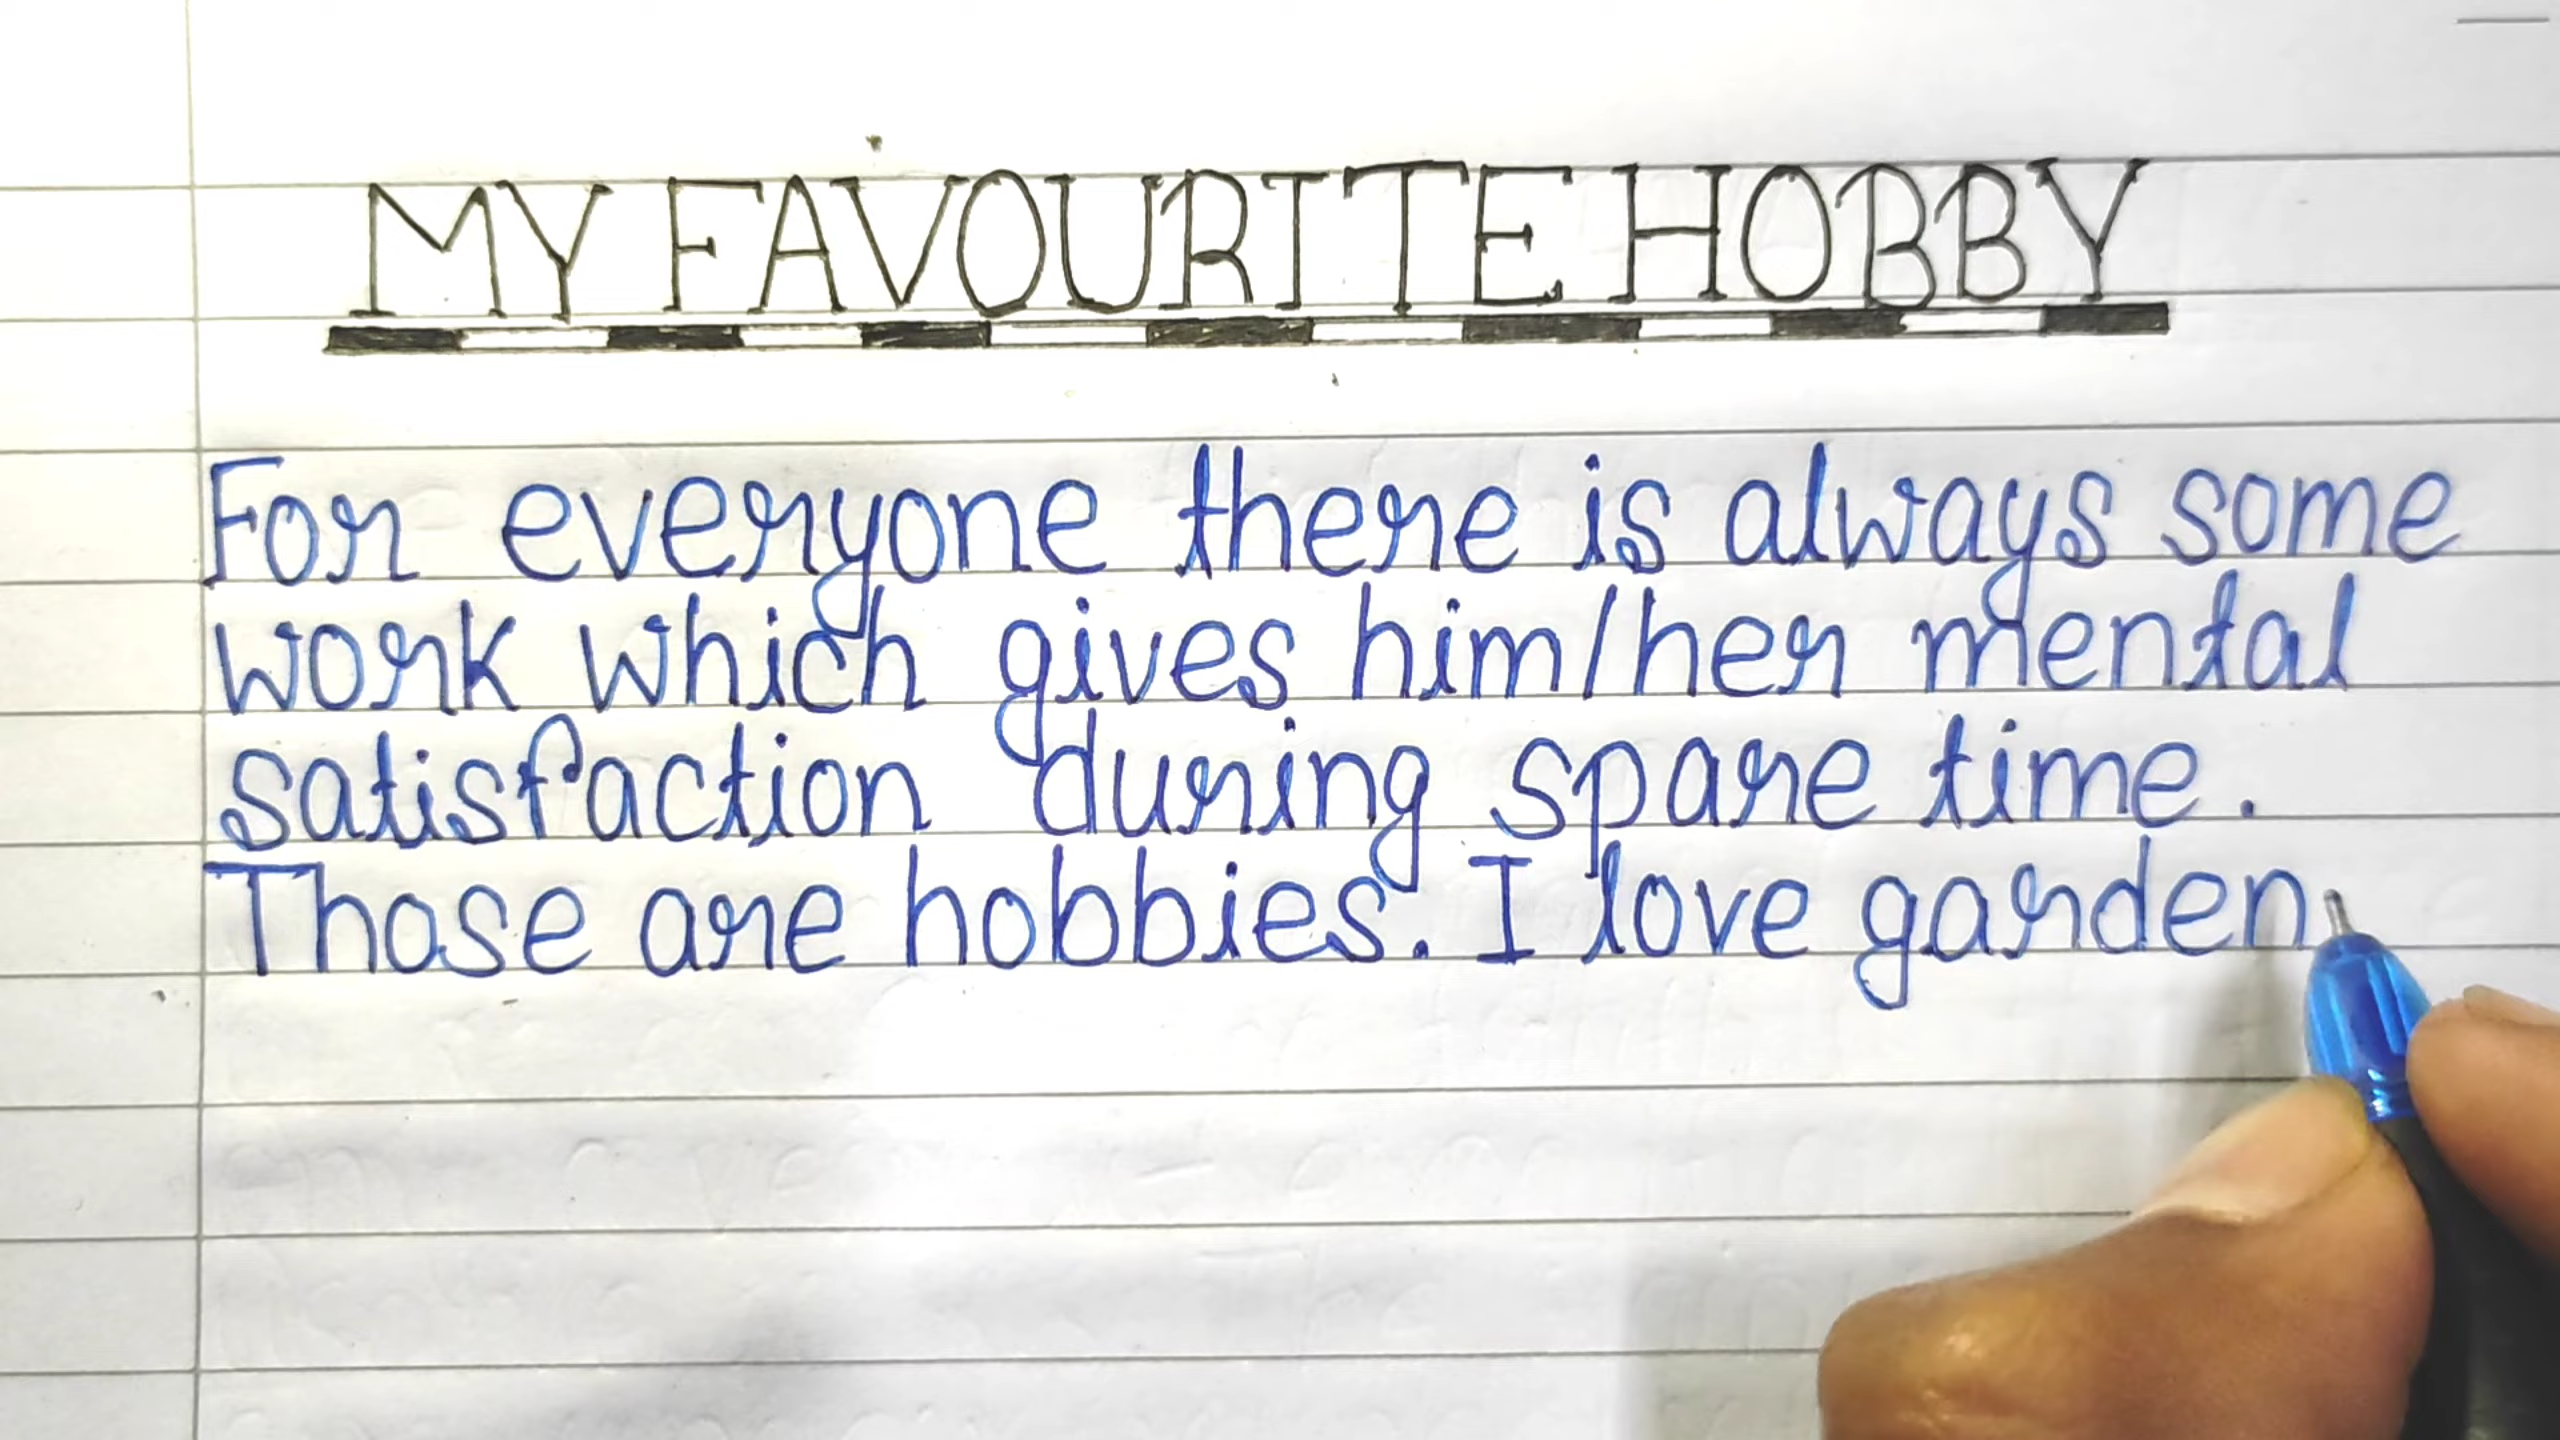 MY FAVOURITE HOBBY
For everyone there is always some
work which gives him/her mental
satisfaction during spare time.
Those are hobbies. I love garden